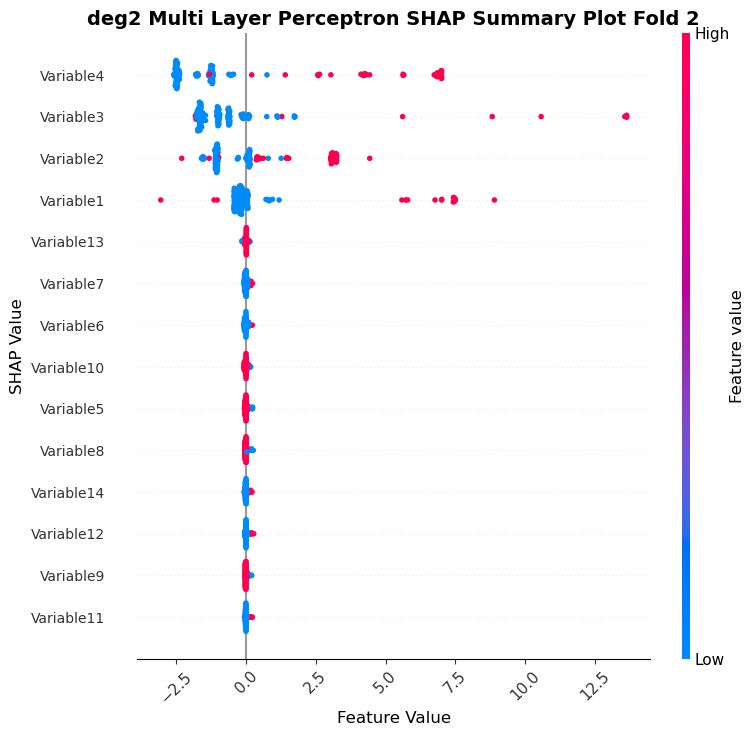 deg2 Multi Layer Perceptron SHAP Summary Plot Fold 2
High
Variable4
Variable3
Variable2
Variable1
Variable13
Variable7
Variable6
Variable10
Variable5
Variable8
Variable14
Variable12
Variable9
Variable11
SHAP Value
Feature value
Low
−2.5 0.0 2.5 5.0 7.5 10.0 12.5
Feature Value